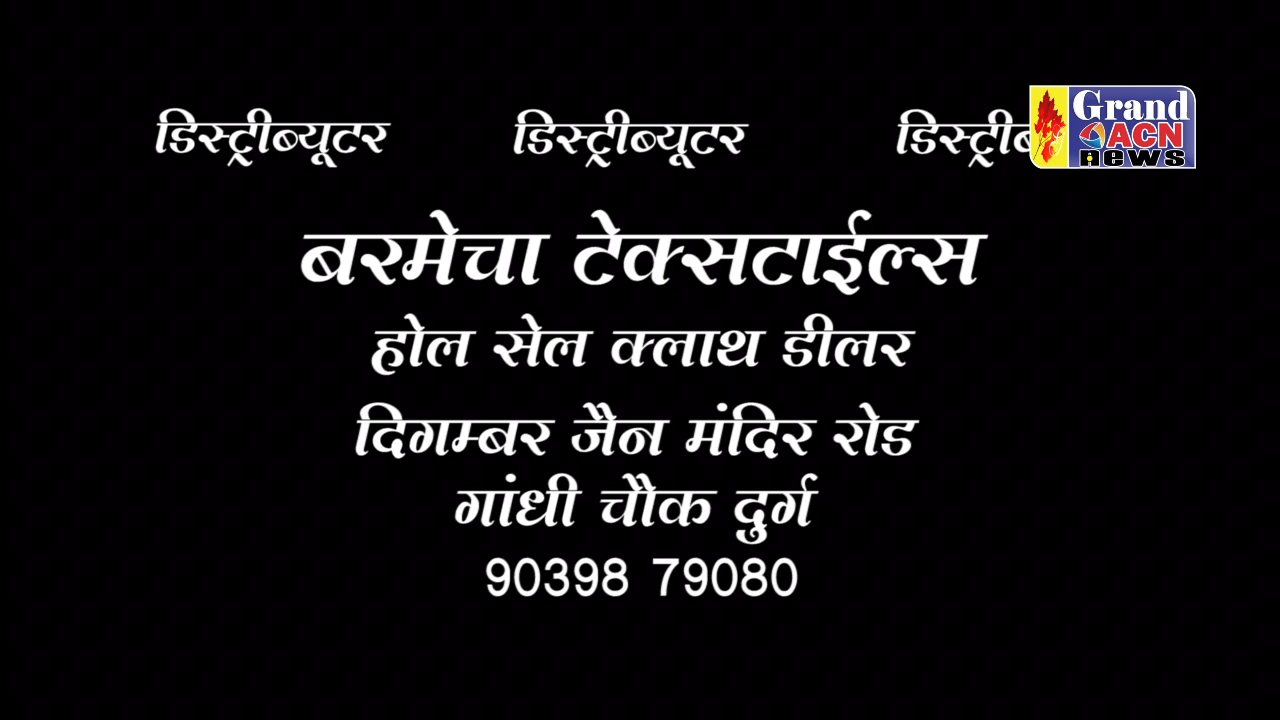 डिस्ट्रीब्यूटर डिस्ट्रीब्यूटर
Grand
ACN
news
बरमेचा टेक्सटाईल्स
होल सेल क्लाथ डीलर
दिगम्बर जैन मंदिर रोड
गांधी चौक दुर्ग
90398 79080